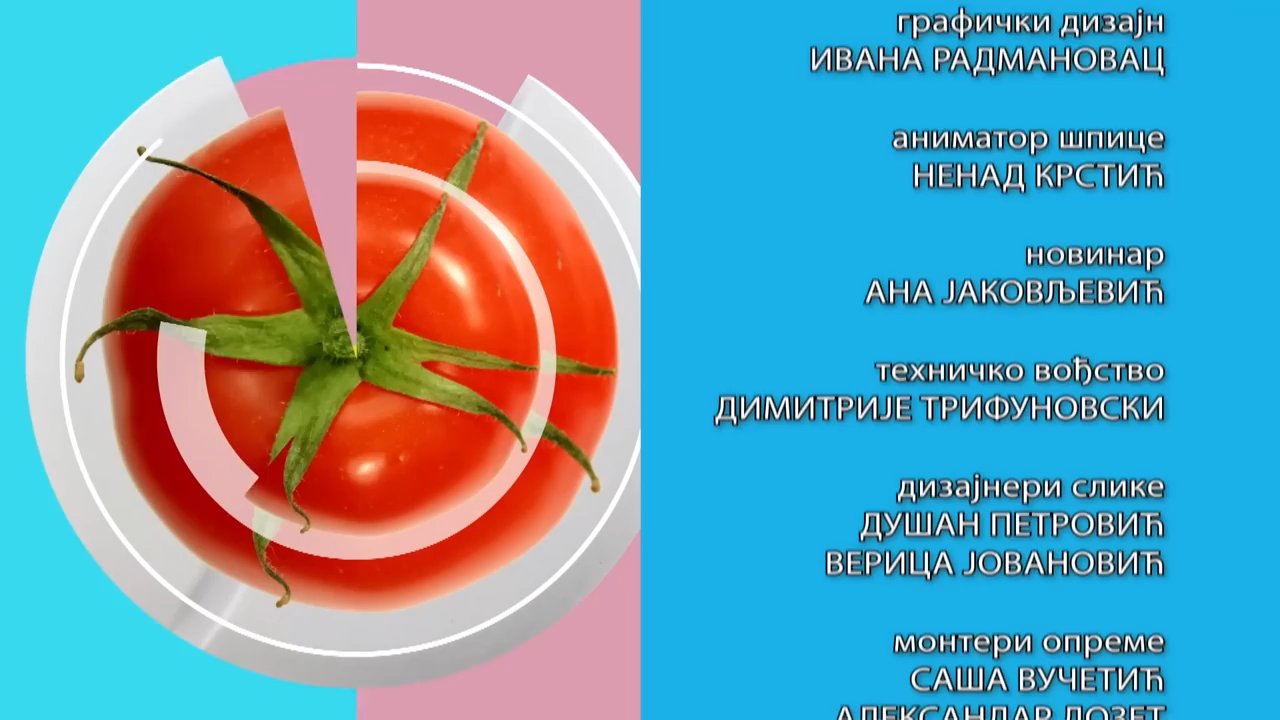 графички дизајн
ИВАНА РАДМАНОВАЦ
аниматор шпице
НЕНАД КРСТИЋ
новинар
АНА ЈАКОВЉЕВИЋ
техничко вођство
ДИМИТРИЈЕ ТРИФУНОВСКИ
дизајнери слике
ДУШАН ПЕТРОВИЋ
ВЕРИЦА ЈОВАНОВИЋ
монтери опреме
САША ВУЧЕТИЋ
АЛЕКСАНДАР